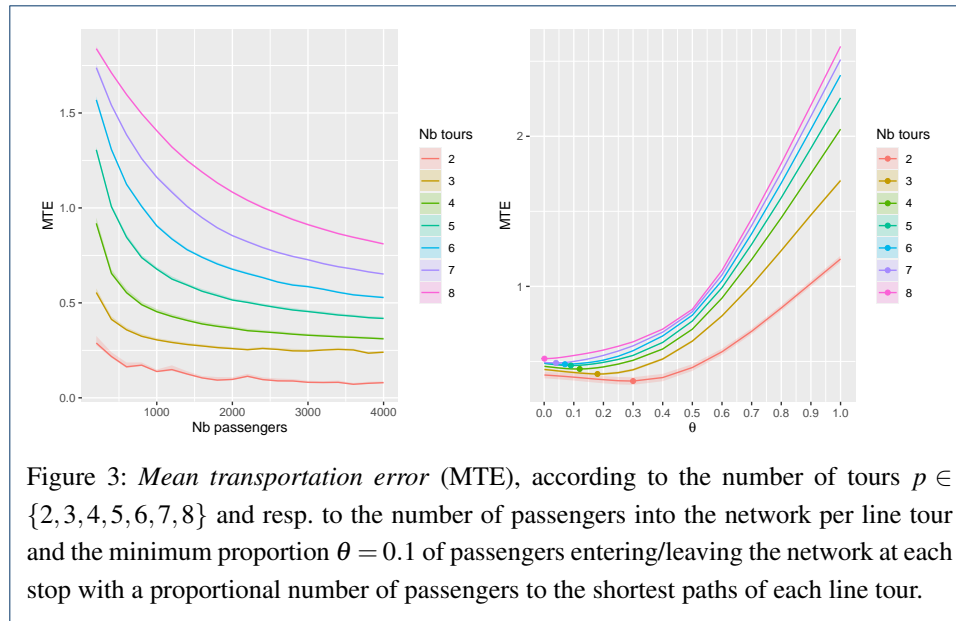 MTE
1.5
1.0
0.5
0.0
1000
2000
3000
4000
Nb passengers
Nb tours
2
3
4
5
6
7
8
MTE
2
1
0.0 0.1 0.2 0.3 0.4 0.5 0.6 0.7 0.8 0.9 1.0
θ
Nb tours
2
3
4
5
6
7
8
Figure 3: Mean transportation error (MTE), according to the number of tours p ∈
{2,3,4,5,6,7,8} and resp. to the number of passengers into the network per line tour
and the minimum proportion θ = 0.1 of passengers entering/leaving the network at each
stop with a proportional number of passengers to the shortest paths of each line tour.